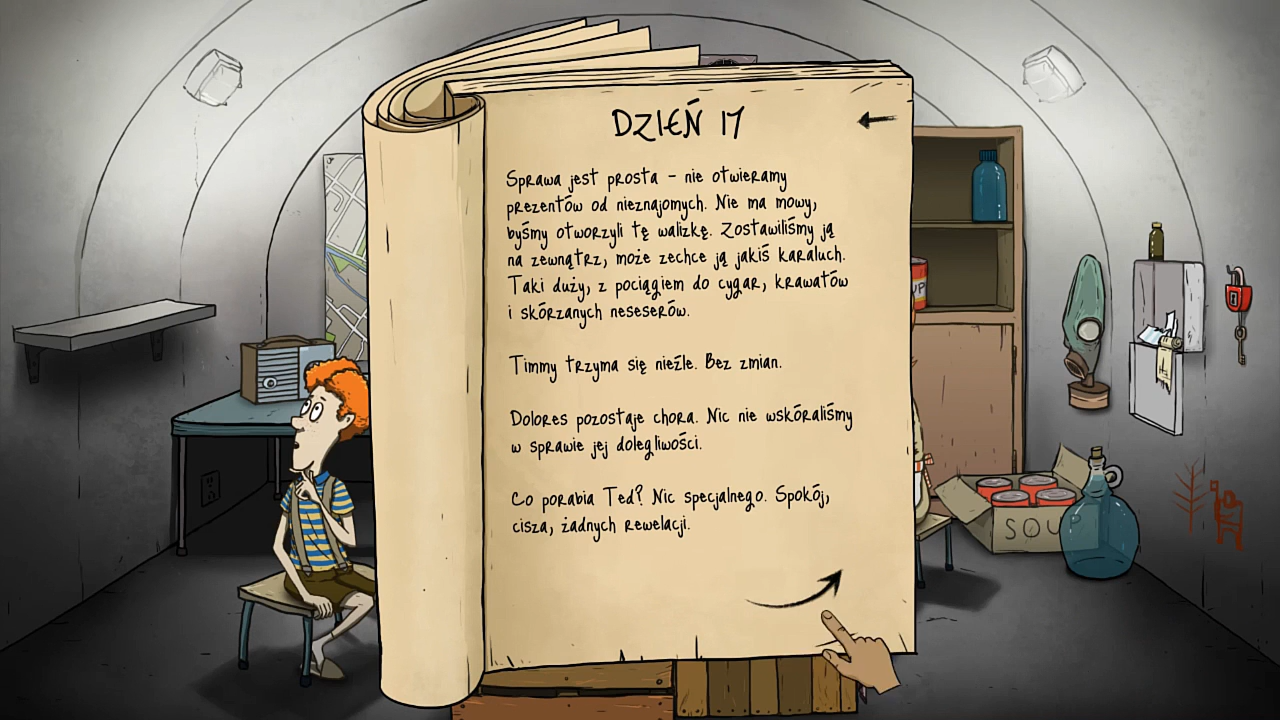 DZIEŃ 17
Sprawa jest prosta - nie otwieramy
prezentów od nieznajomych. Nie ma mowy,
byśmy otworzyli tę walizkę. Zostawiliśmy ją
na zewnątrz, może zechce ją jakiś karaluch.
Taki duży, z pociągiem do cygar, krawatów
i skórzanych neseserów.
Timmy trzyma się nieźle. Bez zmian.
Dolores pozostaje chora. Nic nie wskóraliśmy
w sprawie jej dolegliwości.
Co porabia Ted? Nic specjalnego. Spokój,
cisza, żadnych rewelacji.
UP
SOUP